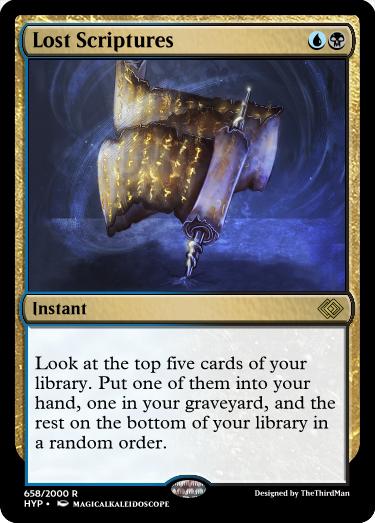 Lost Scriptures
Instant
Look at the top five cards of your
library. Put one of them into your
hand, one in your graveyard, and the
rest on the bottom of your library in
a random order.
658/2000 R
HYP • MAGICALKALEIDOSCOPE
Designed by TheThirdMan